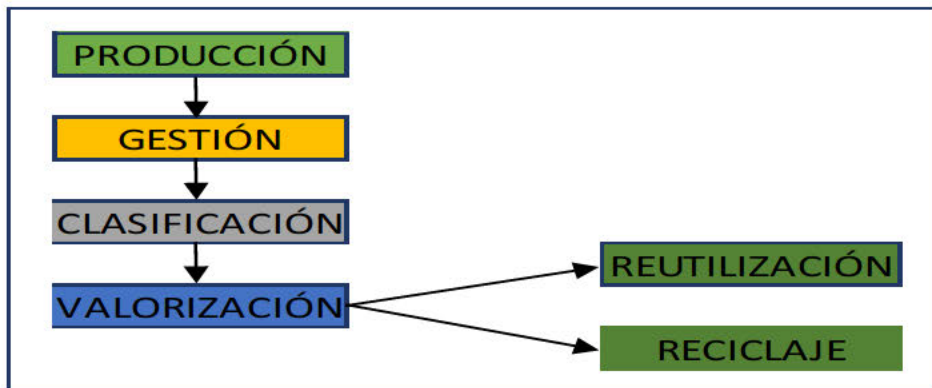 PRODUCCIÓN
GESTIÓN
CLASIFICACIÓN
VALORIZACIÓN
REUTILIZACIÓN
RECICLAJE